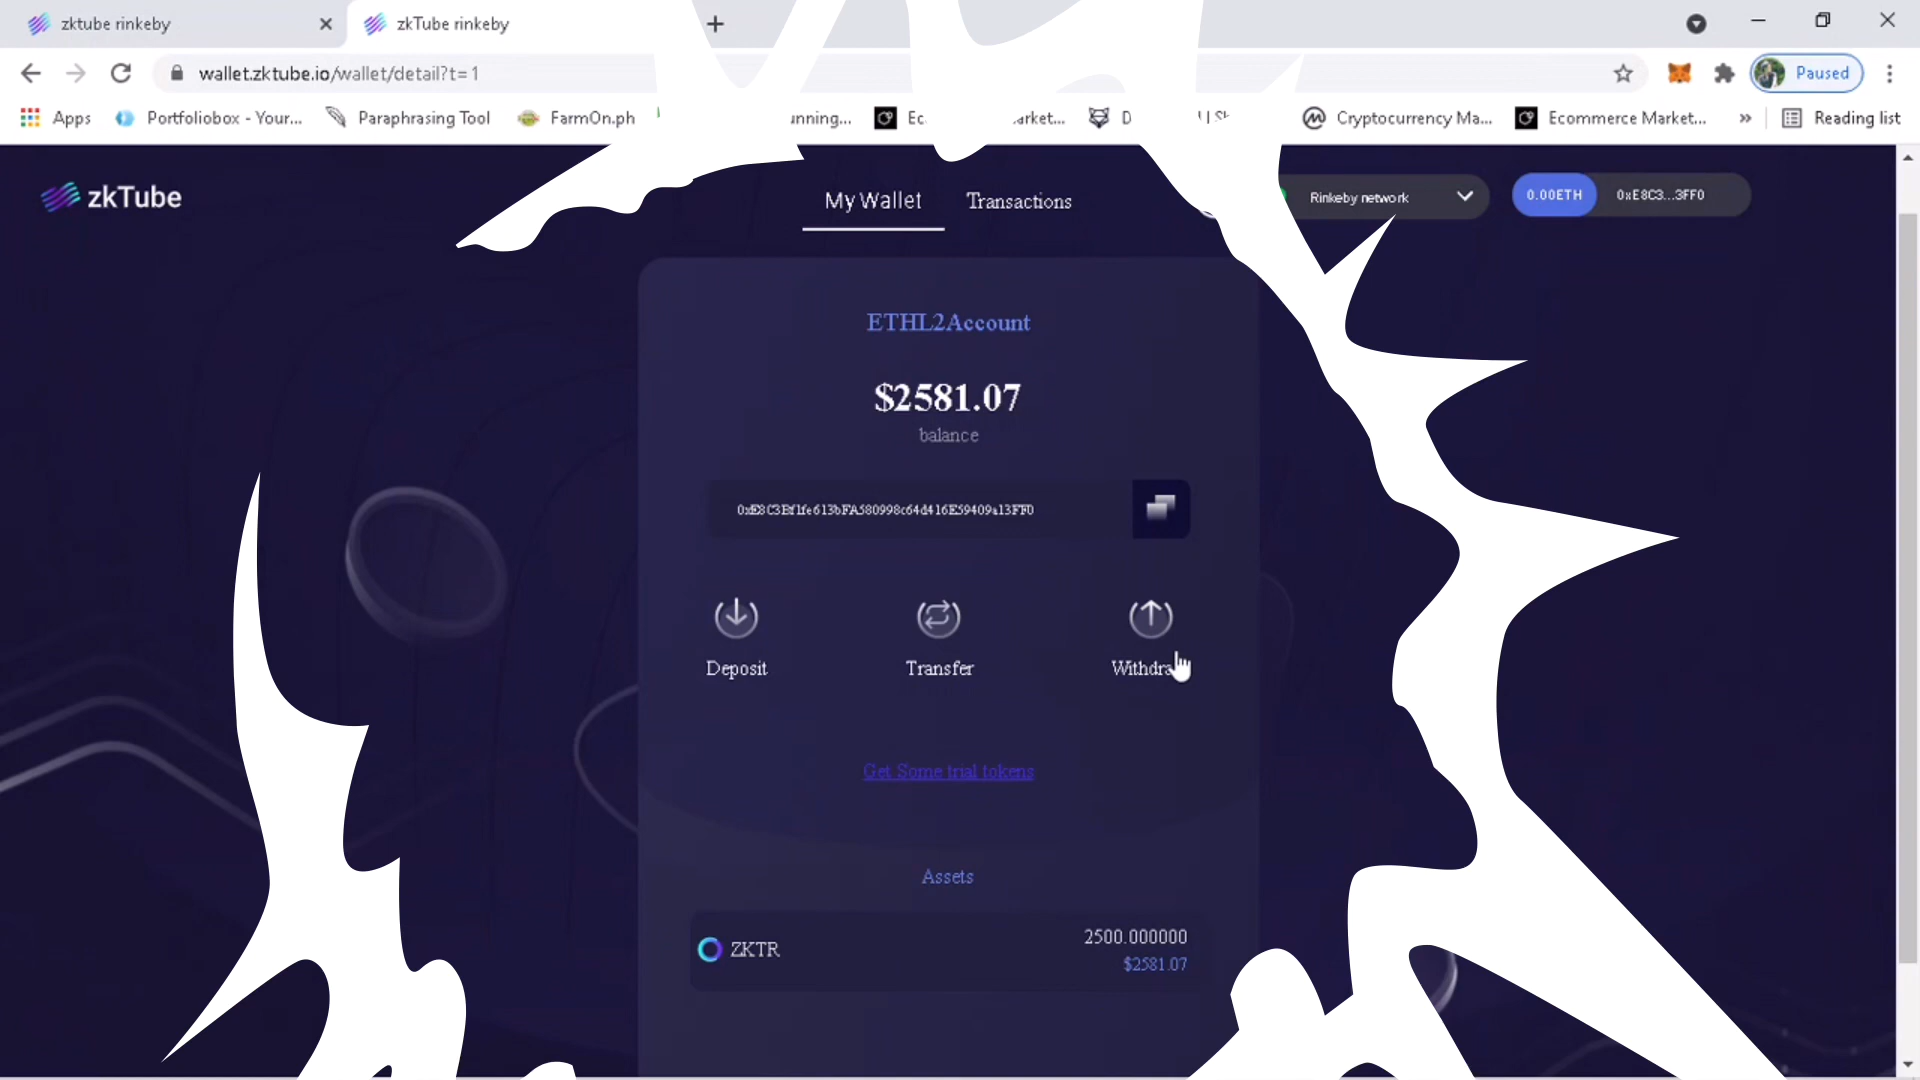 zktube rinkeby
zkTube rinkeby
wallet.zktube.io/wallet/detail?t=1
Paused
Apps
Portfoliobox - Your...
Paraphrasing Tool
FarmOn.ph
Cryptocurrency Ma...
Ecommerce Market...
Reading list
zkTube
My Wallet
Transactions
Rinkeby network
0.00ETH
0xE8C3...3FF0
ETHL2Account
$2581.07
balance
Deposit
Transfer
Get Some trial tokens
Assets
ZKTR
2500.000000
$2581.07